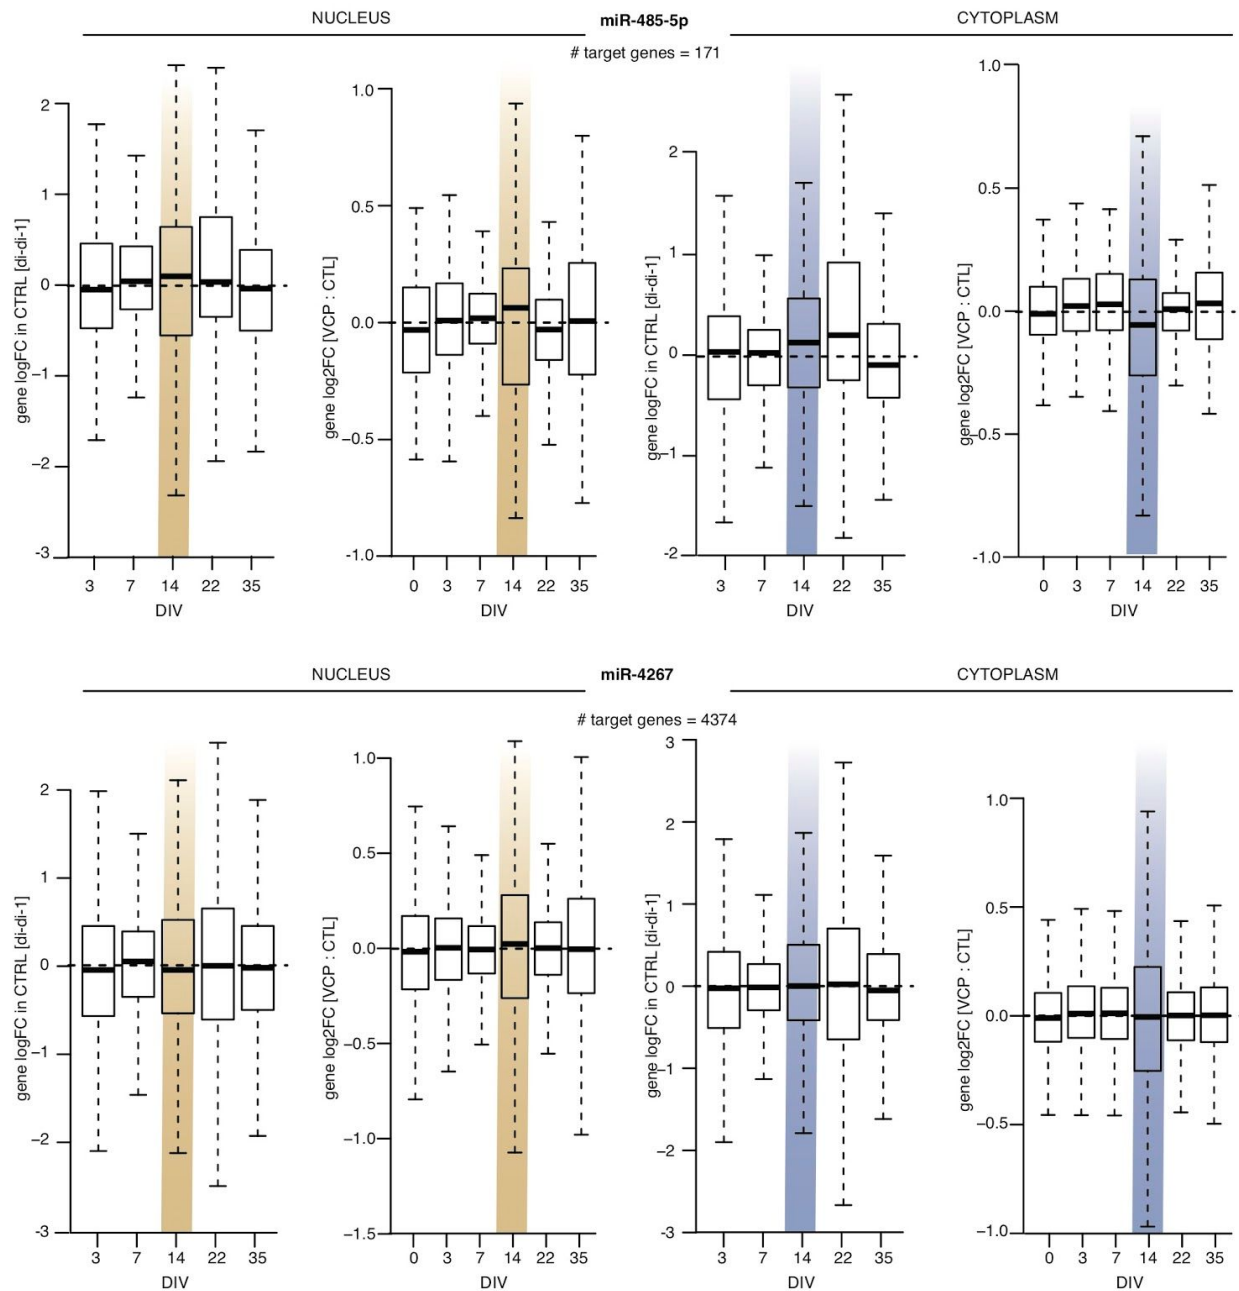 NUCLEUS
miR-485-5p
CYTOPLASM
# target genes = 171
gene logFC in CTRL [di-di-1]
2
1
0
−1
−2
-3
3 7 14 22 35
DIV
gene log2FC [VCP : CTL]
1.0
0.5
0.0
−0.5
-1.0
0 3 7 14 22 35
DIV
gene logFC in CTRL [di-di-1]
2
1
0
−1
-2
3 7 14 22 35
DIV
gene log2FC [VCP : CTL]
1.0
0.5
0.0
−0.5
-1.0
0 3 7 14 22 35
DIV
NUCLEUS
miR-4267
CYTOPLASM
# target genes = 4374
gene logFC in CTRL [di-di-1]
2
1
0
−1
−2
-3
3 7 14 22 35
DIV
gene log2FC [VCP : CTL]
1.0
0.5
0.0
−0.5
−1.0
-1.5
0 3 7 14 22 35
DIV
gene logFC in CTRL [di-di-1]
3
2
1
0
−1
−2
-3
3 7 14 22 35
DIV
gene log2FC [VCP : CTL]
1.0
0.5
0.0
−0.5
-1.0
0 3 7 14 22 35
DIV